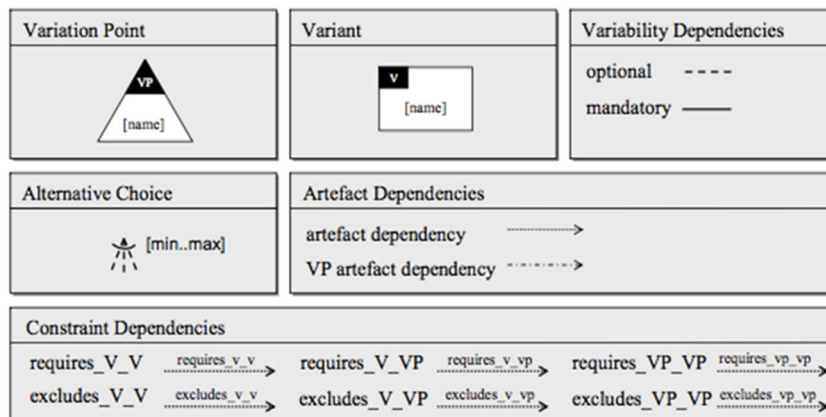 Variation Point
VP
[name]
Variant
V
[name]
Variability Dependencies
optional
mandatory
Alternative Choice
[min..max]
Artefact Dependencies
artefact dependency
VP artefact dependency
Constraint Dependencies
requires_V_V requires_v_v requires_V_VP requires_v_vp requires_VP_VP requires_vp_vp
excludes_V_V excludes_v_v excludes_V_VP excludes_v_vp excludes_VP_VP excludes_vp_vp